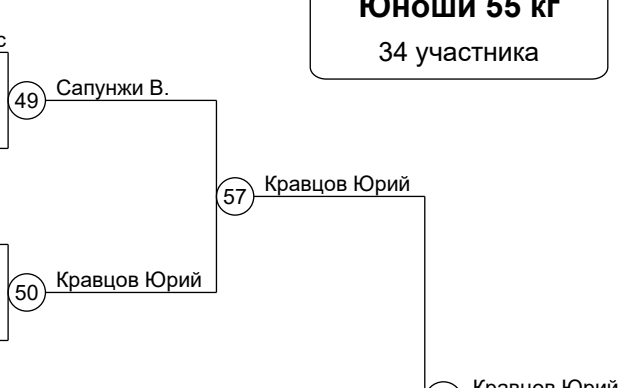 Юноши 55 кг
34 участника
с
49 Сапунжи В.
57 Кравцов Юрий
50 Кравцов Юрий
Кравцов Юрий